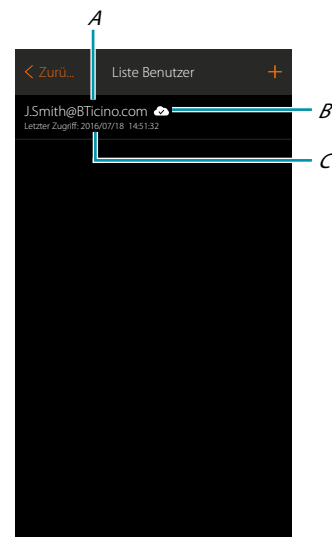 A
< Zurü... Liste Benutzer +
J.Smith@BTicino.com B
Letzter Zugriff: 2016/07/18 14:51:32
C